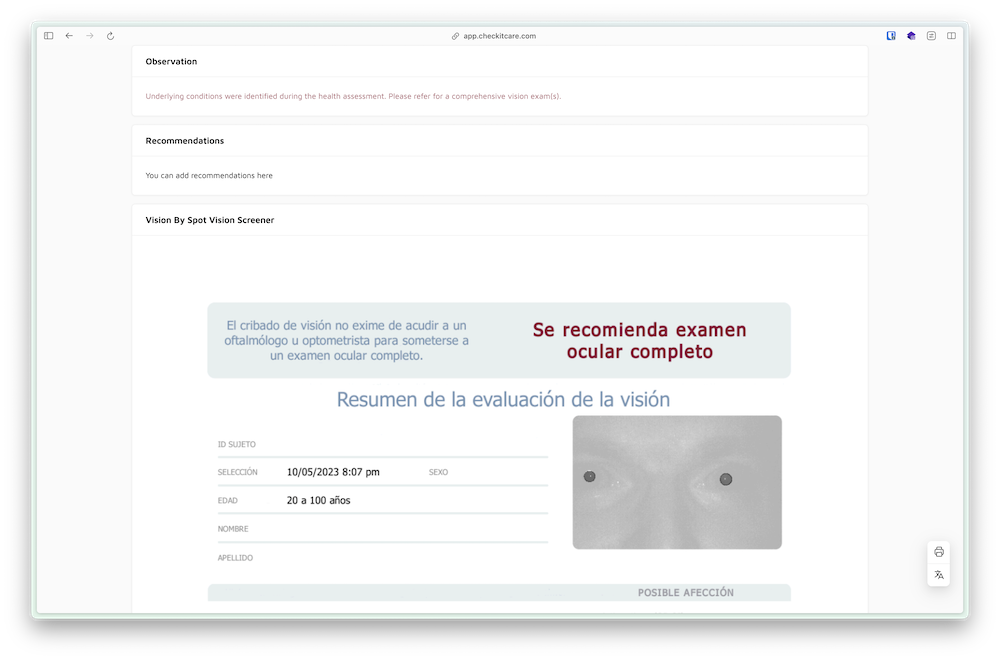 app.checkitcare.com
Observation
Underlying conditions were identified during the health assessment. Please refer for a comprehensive vision exam(s).
Recommendations
You can add recommendations here
Vision By Spot Vision Screener
El cribado de visión no exime de acudir a un
oftalmólogo u optometrista para someterse a
un examen ocular completo.
Se recomienda examen
ocular completo
Resumen de la evaluación de la visión
ID SUJETO
SELECCIÓN 10/05/2023 8:07 pm SEXO
EDAD 20 a 100 años
NOMBRE
APELLIDO
POSIBLE AFECCIÓN